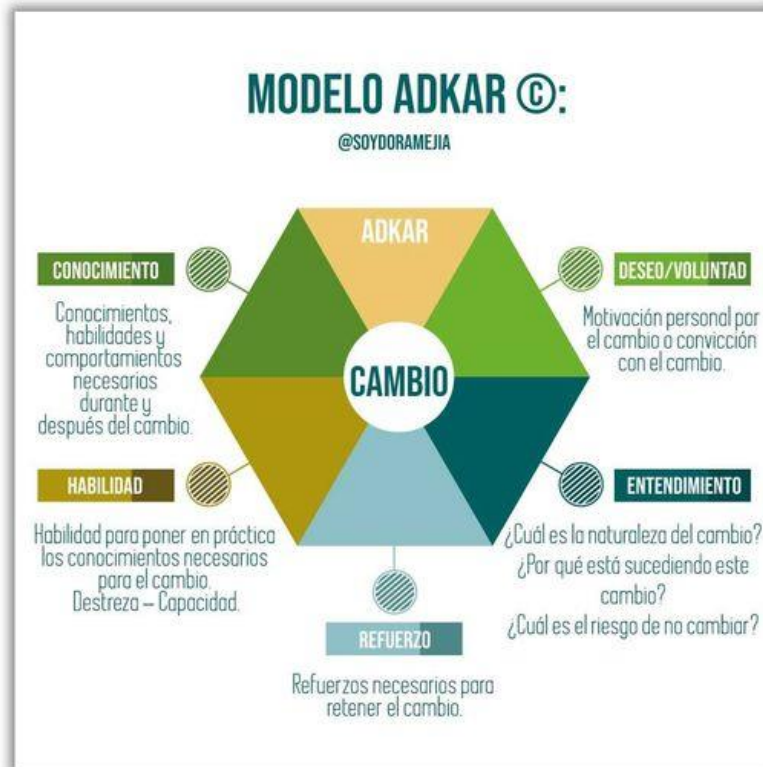 MODELO ADKAR ©:
@SOYDORAMEJIA
ADKAR
CAMBIO
CONOCIMIENTO
Conocimientos,
habilidades y
comportamientos
necesarios
durante y
después del cambio.
DESEO/VOLUNTAD
Motivación personal por
el cambio o convicción
con el cambio.
HABILIDAD
Habilidad para poner en práctica
los conocimientos necesarios
para el cambio.
Destreza – Capacidad.
ENTENDIMIENTO
¿Cuál es la naturaleza del cambio?
¿Por qué está sucediendo este
cambio?
¿Cuál es el riesgo de no cambiar?
REFUERZO
Refuerzos necesarios para
retener el cambio.